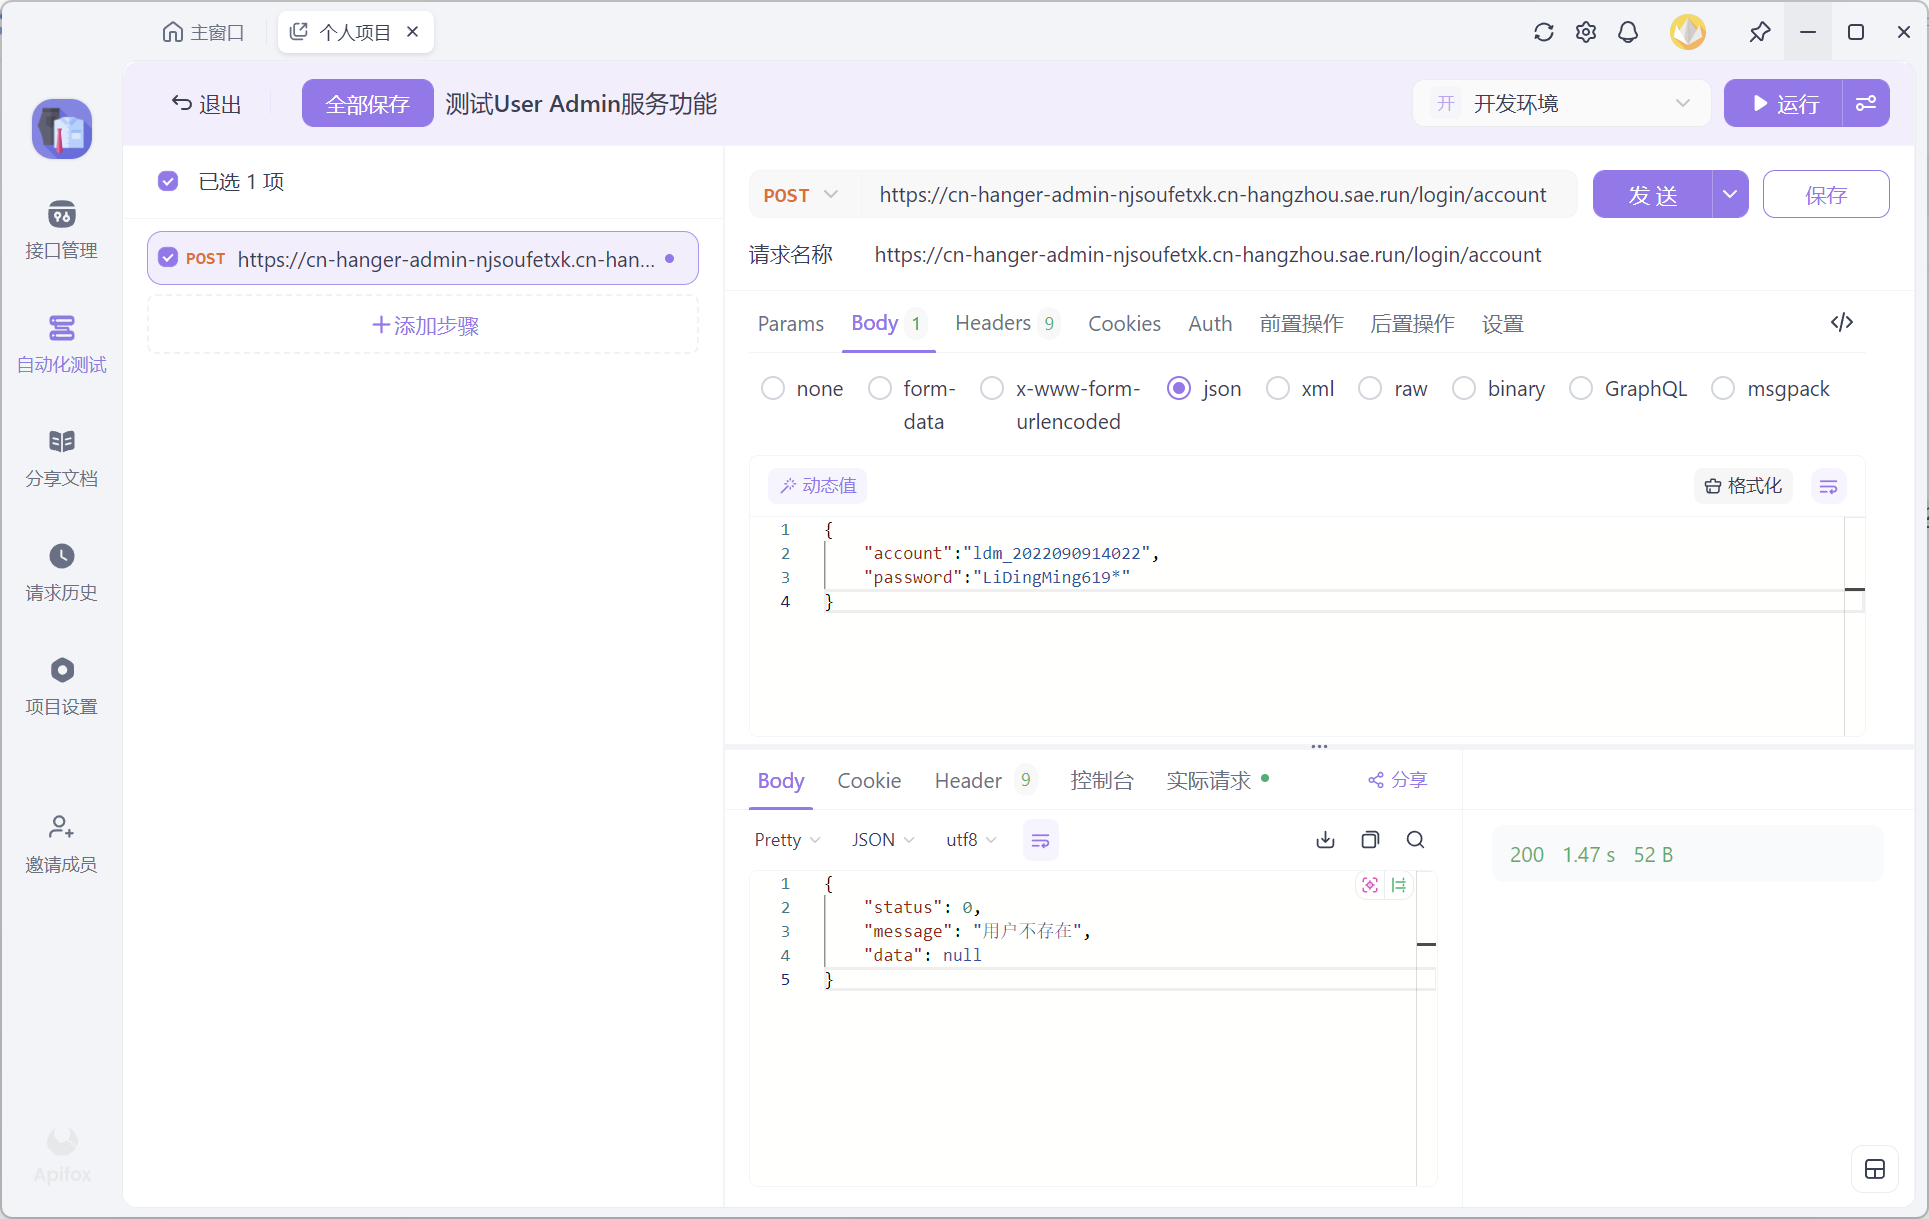 主窗口
个人项目
退出
全部保存
测试User Admin服务功能
开 开发环境
运行
接口管理
自动化测试
分享文档
请求历史
项目设置
邀请成员
Apifox
已选 1 项
POST https://cn-hanger-admin-njsoufetxk.cn-han...
添加步骤
POST https://cn-hanger-admin-njsoufetxk.cn-hangzhou.sae.run/login/account
发 送
保存
请求名称 https://cn-hanger-admin-njsoufetxk.cn-hangzhou.sae.run/login/account
Params Body 1 Headers 9 Cookies Auth 前置操作 后置操作 设置
none form-data x-www-form-urlencoded json xml raw binary GraphQL msgpack
动态值
格式化
1 {
2 "account":"ldm_2022090914022",
3 "password":"LiDingMing619*"
4 }
Body Cookie Header 9 控制台 实际请求 分享
Pretty JSON utf8
200 1.47 s 52 B
1 {
2 "status": 0,
3 "message": "用户不存在",
4 "data": null
5 }